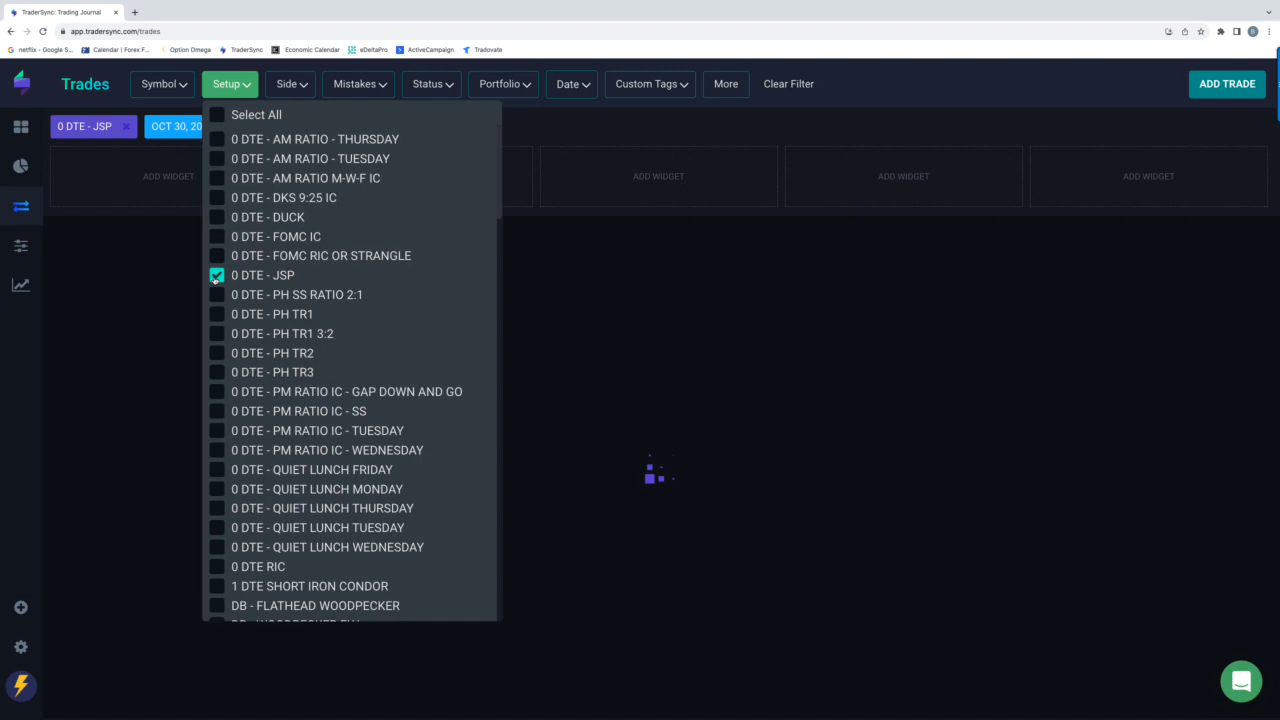 TraderSync: Trading Journal
app.tradersync.com/trades
netflix - Google S...
Calendar | Forex F...
Option Omega
TraderSync
Economic Calendar
eDeltaPro
ActiveCampaign
Tradovate
Trades
Symbol
Setup
Side
Mistakes
Status
Portfolio
Date
Custom Tags
More
Clear Filter
ADD TRADE
0 DTE - JSP
OCT 30, 20
ADD WIDGET
ADD WIDGET
ADD WIDGET
ADD WIDGET
Select All
0 DTE - AM RATIO - THURSDAY
0 DTE - AM RATIO - TUESDAY
0 DTE - AM RATIO M-W-F IC
0 DTE - DKS 9:25 IC
0 DTE - DUCK
0 DTE - FOMC IC
0 DTE - FOMC RIC OR STRANGLE
0 DTE - JSP
0 DTE - PH SS RATIO 2:1
0 DTE - PH TR1
0 DTE - PH TR1 3:2
0 DTE - PH TR2
0 DTE - PH TR3
0 DTE - PM RATIO IC - GAP DOWN AND GO
0 DTE - PM RATIO IC - SS
0 DTE - PM RATIO IC - TUESDAY
0 DTE - PM RATIO IC - WEDNESDAY
0 DTE - QUIET LUNCH FRIDAY
0 DTE - QUIET LUNCH MONDAY
0 DTE - QUIET LUNCH THURSDAY
0 DTE - QUIET LUNCH TUESDAY
0 DTE - QUIET LUNCH WEDNESDAY
0 DTE RIC
1 DTE SHORT IRON CONDOR
DB - FLATHEAD WOODPECKER